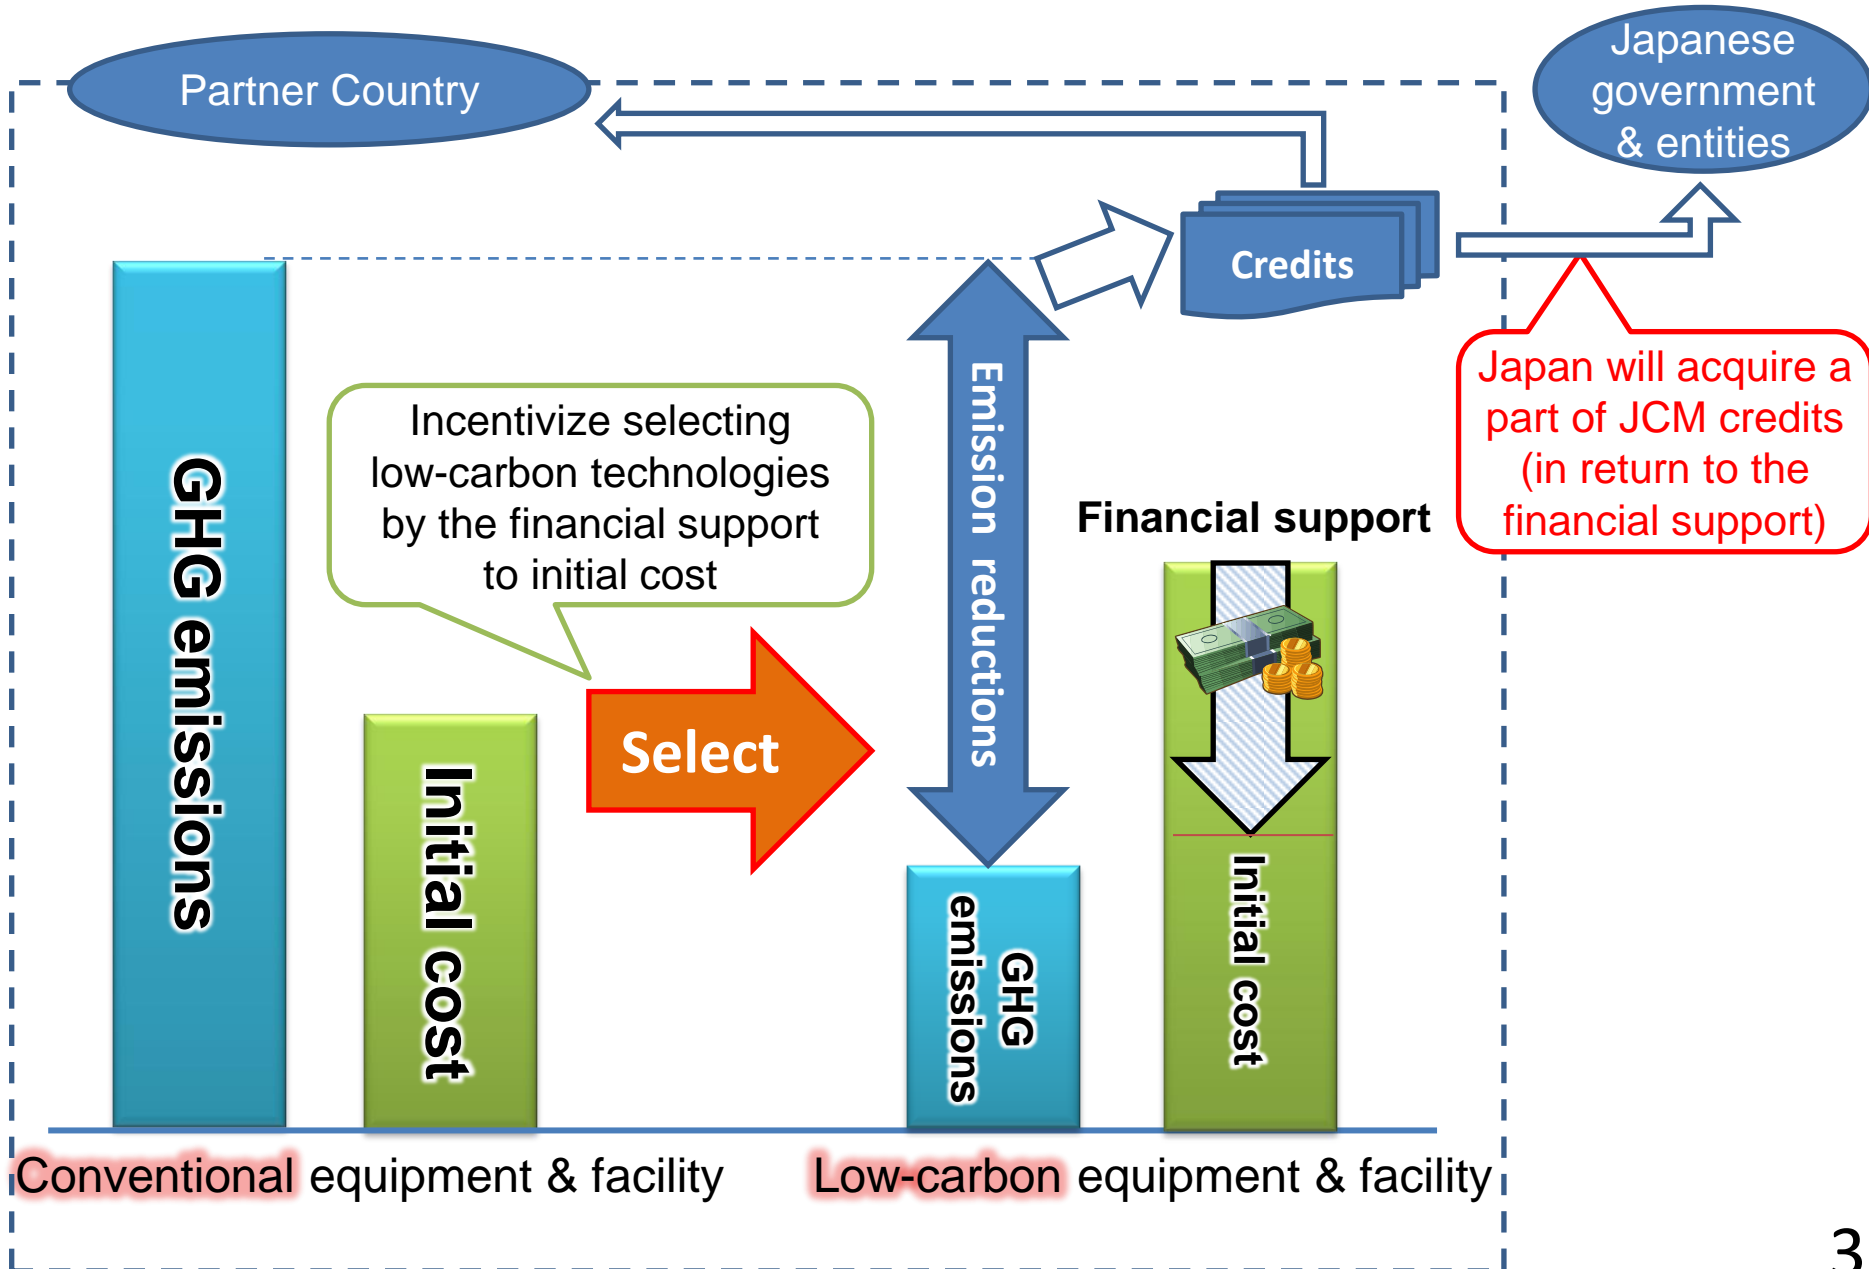 Partner Country
Japanese
government
& entities
Credits
Japan will acquire a
part of JCM credits
(in return to the
financial support)
Incentivize selecting
low-carbon technologies
by the financial support
to initial cost
Emission reductions
Financial support
GHG emissions
Initial cost
Select
GHG
emissions
Initial cost
Conventional equipment & facility
Low-carbon equipment & facility
3